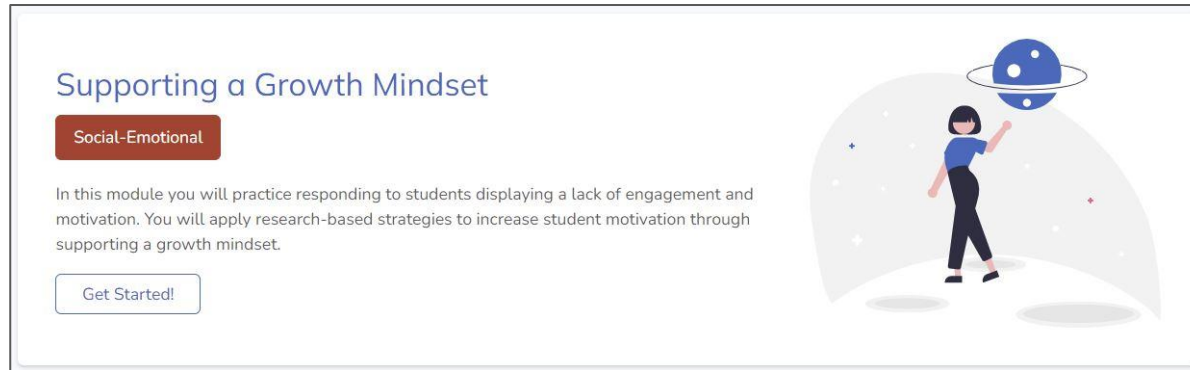 Supporting a Growth Mindset
Social-Emotional
In this module you will practice responding to students displaying a lack of engagement and
motivation. You will apply research-based strategies to increase student motivation through
supporting a growth mindset.
Get Started!